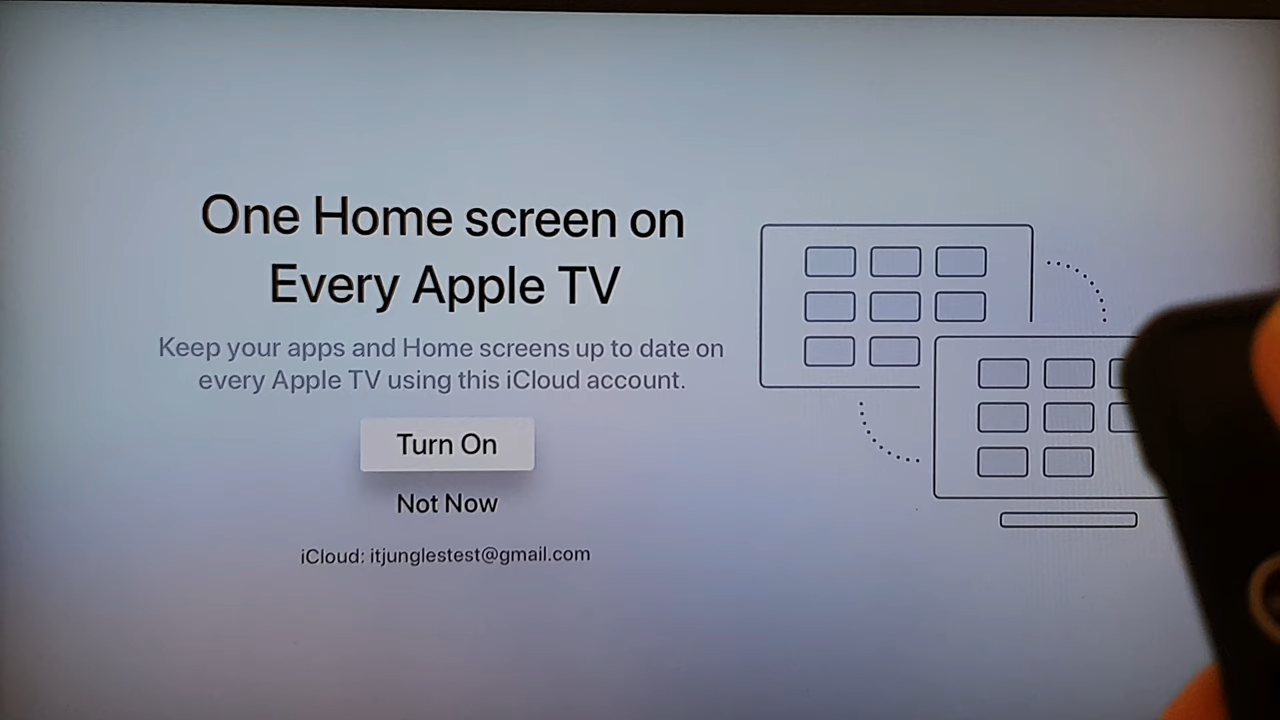 One Home screen on
Every Apple TV
Keep your apps and Home screens up to date on
every Apple TV using this iCloud account.
Turn On
Not Now
iCloud: itjunglestest@gmail.com